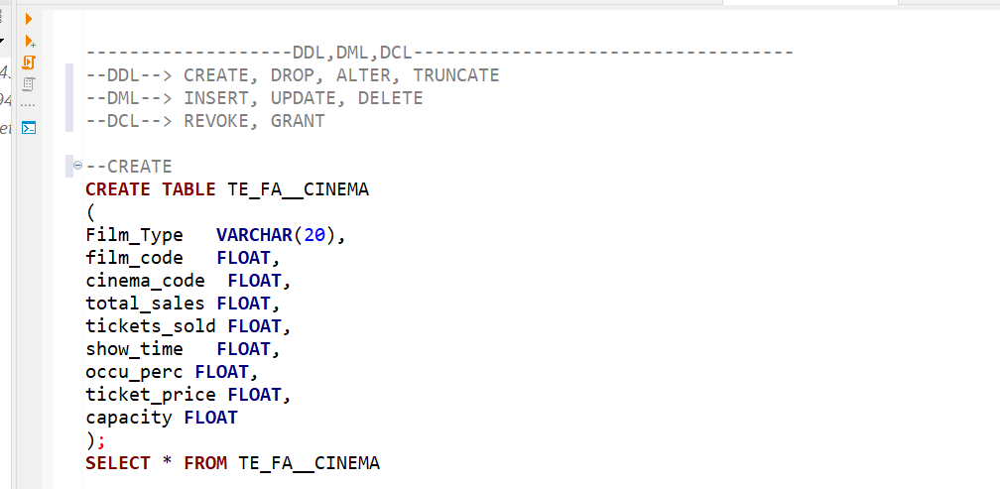 -------------------DDL,DML,DCL-----------------------------------
--DDL--> CREATE, DROP, ALTER, TRUNCATE
--DML--> INSERT, UPDATE, DELETE
--DCL--> REVOKE, GRANT
--CREATE
CREATE TABLE TE_FA__CINEMA
(
Film_Type   VARCHAR(20),
film_code   FLOAT,
cinema_code  FLOAT,
total_sales FLOAT,
tickets_sold FLOAT,
show_time   FLOAT,
occu_perc FLOAT,
ticket_price FLOAT,
capacity FLOAT
);
SELECT * FROM TE_FA__CINEMA